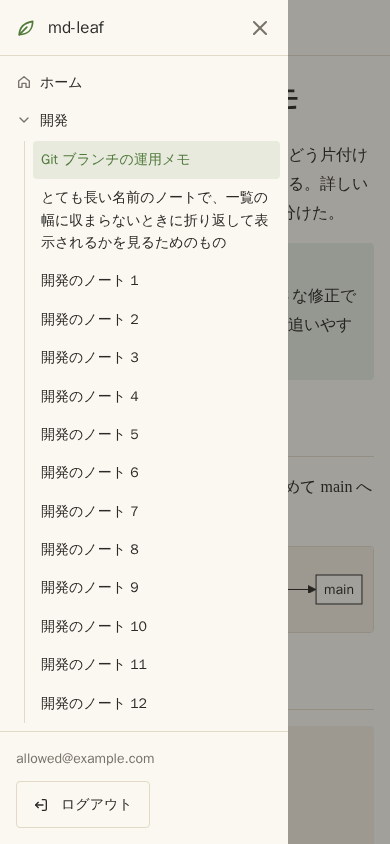 md-leaf
ホーム
開発
Git ブランチの運用メモ
とても長い名前のノートで、一覧の
幅に収まらないときに折り返して表
示されるかを見るためのもの
開発のノート 1
開発のノート 2
開発のノート 3
開発のノート 4
開発のノート 5
開発のノート 6
開発のノート 7
開発のノート 8
開発のノート 9
開発のノート 10
開発のノート 11
開発のノート 12
allowed@example.com
ログアウト
モ
どう片付け
る。詳しい
分けた。
な修正で
追いやす
めて main へ
main